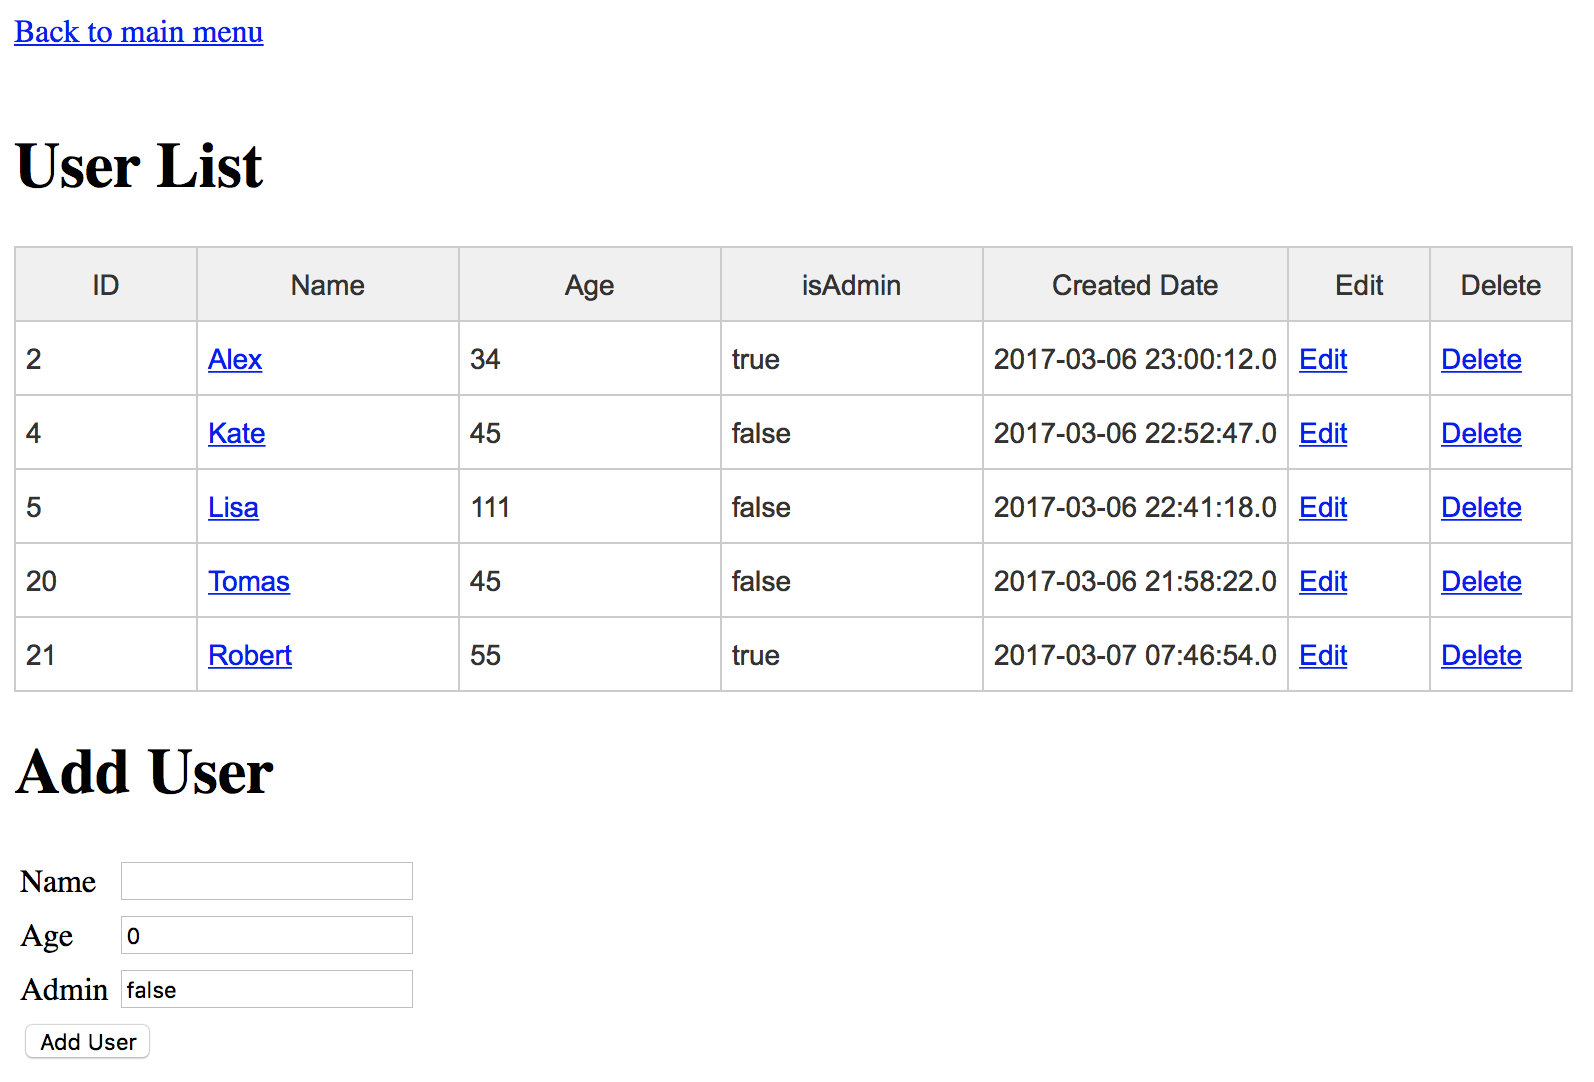 Back to main menu
User List
ID Name Age isAdmin Created Date Edit Delete
2 Alex 34 true 2017-03-06 23:00:12.0 Edit Delete
4 Kate 45 false 2017-03-06 22:52:47.0 Edit Delete
5 Lisa 111 false 2017-03-06 22:41:18.0 Edit Delete
20 Tomas 45 false 2017-03-06 21:58:22.0 Edit Delete
21 Robert 55 true 2017-03-07 07:46:54.0 Edit Delete
Add User
Name
Age 0
Admin false
Add User